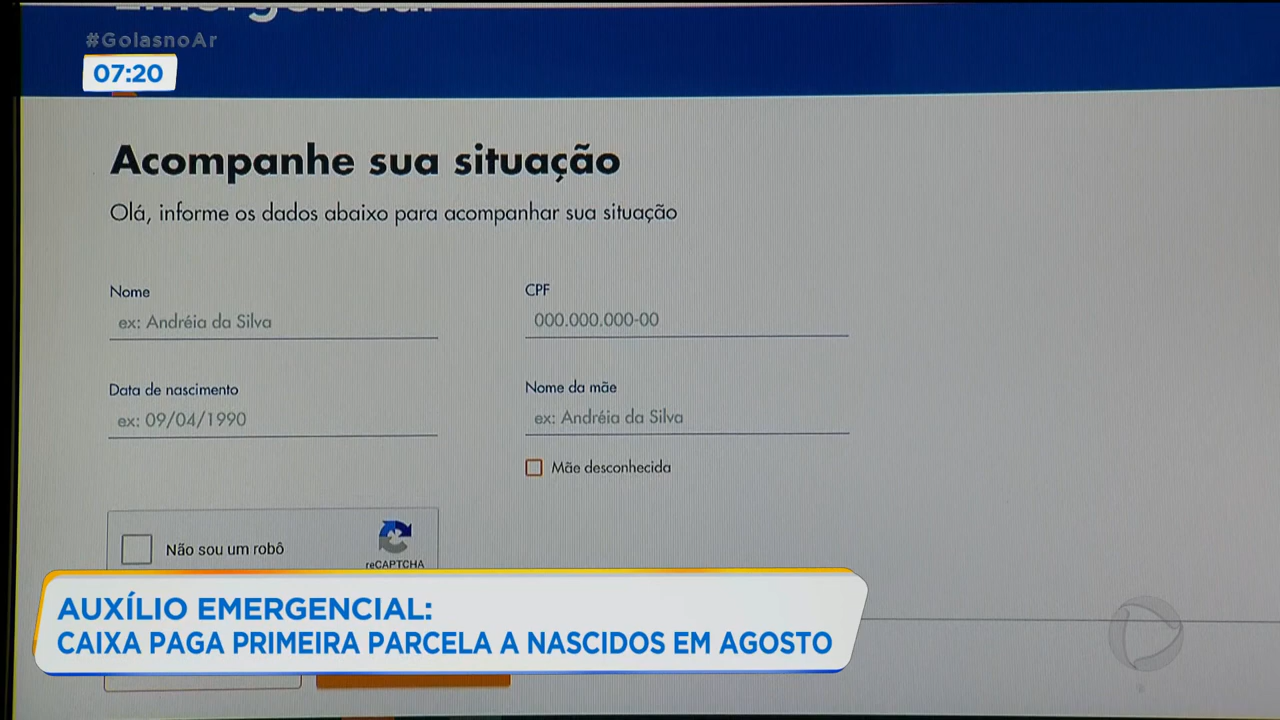 Emergencial
#GoiasnoAr
07:20
Acompanhe sua situação
Olá, informe os dados abaixo para acompanhar sua situação
Nome
CPF
ex: Andréia da Silva
000.000.000-00
Data de nascimento
Nome da mãe
ex: 09/04/1990
ex: Andréia da Silva
Mãe desconhecida
Não sou um robô
reCAPTCHA
AUXÍLIO EMERGENCIAL:
CAIXA PAGA PRIMEIRA PARCELA A NASCIDOS EM AGOSTO